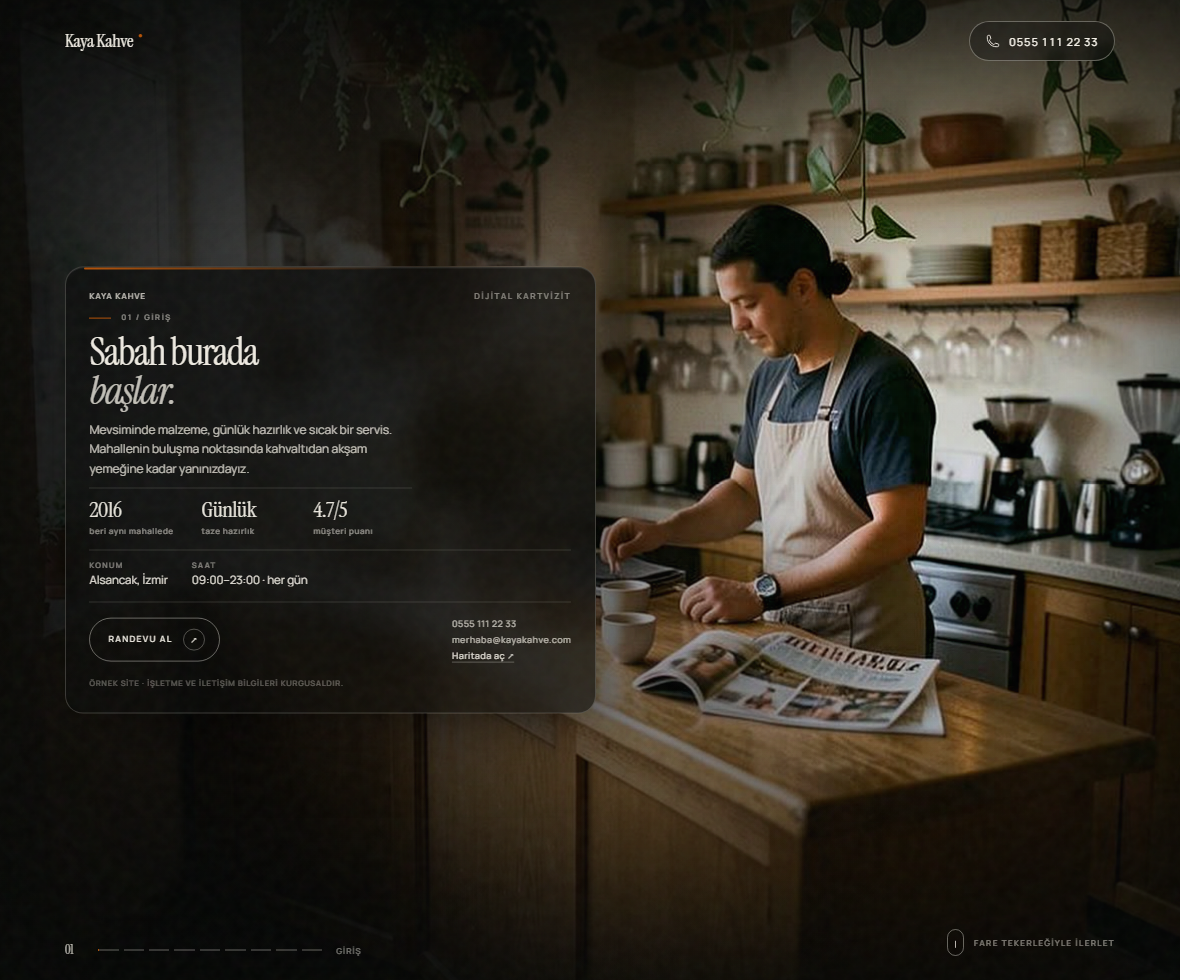 Kaya Kahve
0555 111 22 33
KAYA KAHVE
DİJİTAL KARTVİZİT
01 / GİRİŞ
Sabah burada
başlar.
Mevsiminde malzeme, günlük hazırlık ve sıcak bir servis.
Mahallenin buluşma noktasında kahvaltıdan akşam
yemeğine kadar yanınızdayız.
2016
beri aynı mahallede
Günlük
taze hazırlık
4.7/5
müşteri puanı
KONUM
Alsancak, İzmir
SAAT
09:00–23:00 · her gün
RANDEVU AL ↗
0555 111 22 33
merhaba@kayakahve.com
Haritada aç ↗
ÖRNEK SİTE · İŞLETME VE İLETİŞİM BİLGİLERİ KURGUSALDIR.
01
GİRİŞ
FARE TEKERLEĞİYLE İLERLET